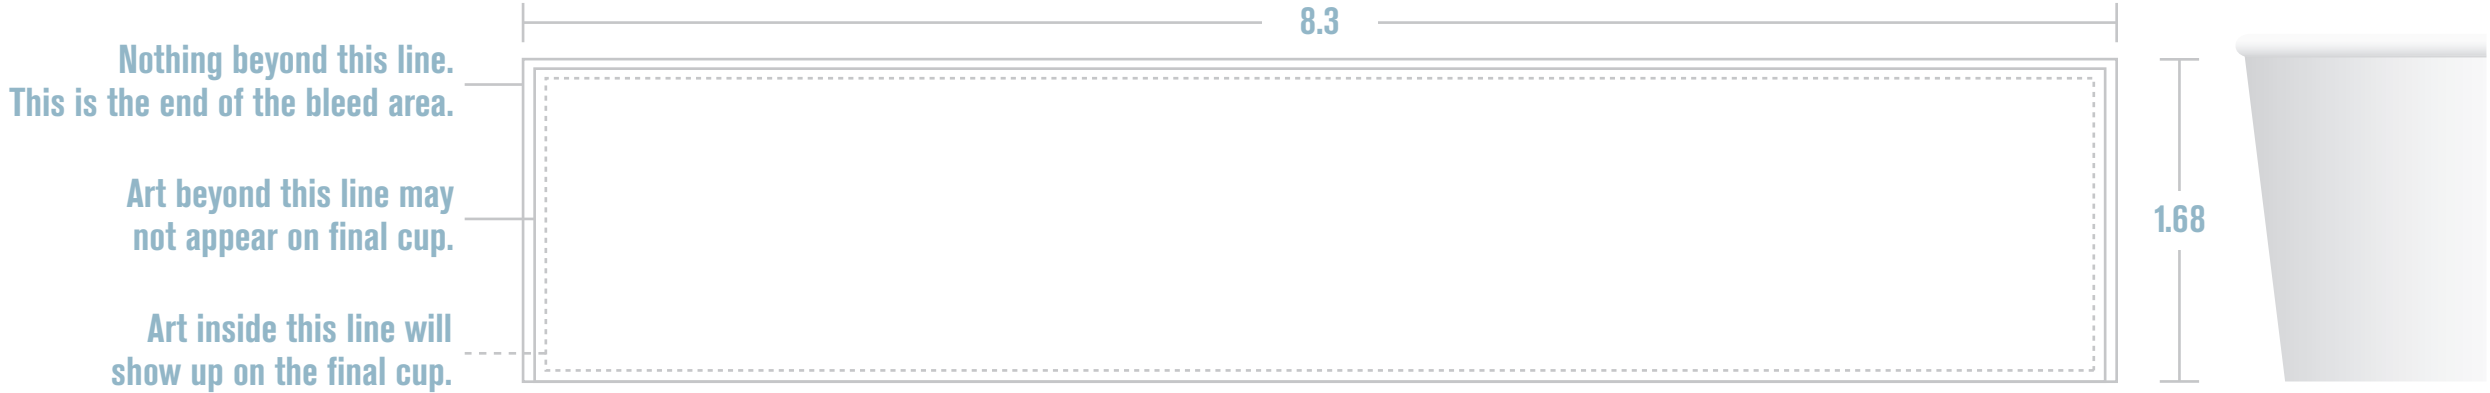 8.3
Nothing beyond this line.
This is the end of the bleed area.
Art beyond this line may
not appear on final cup.
1.68
Art inside this line will
show up on the final cup.